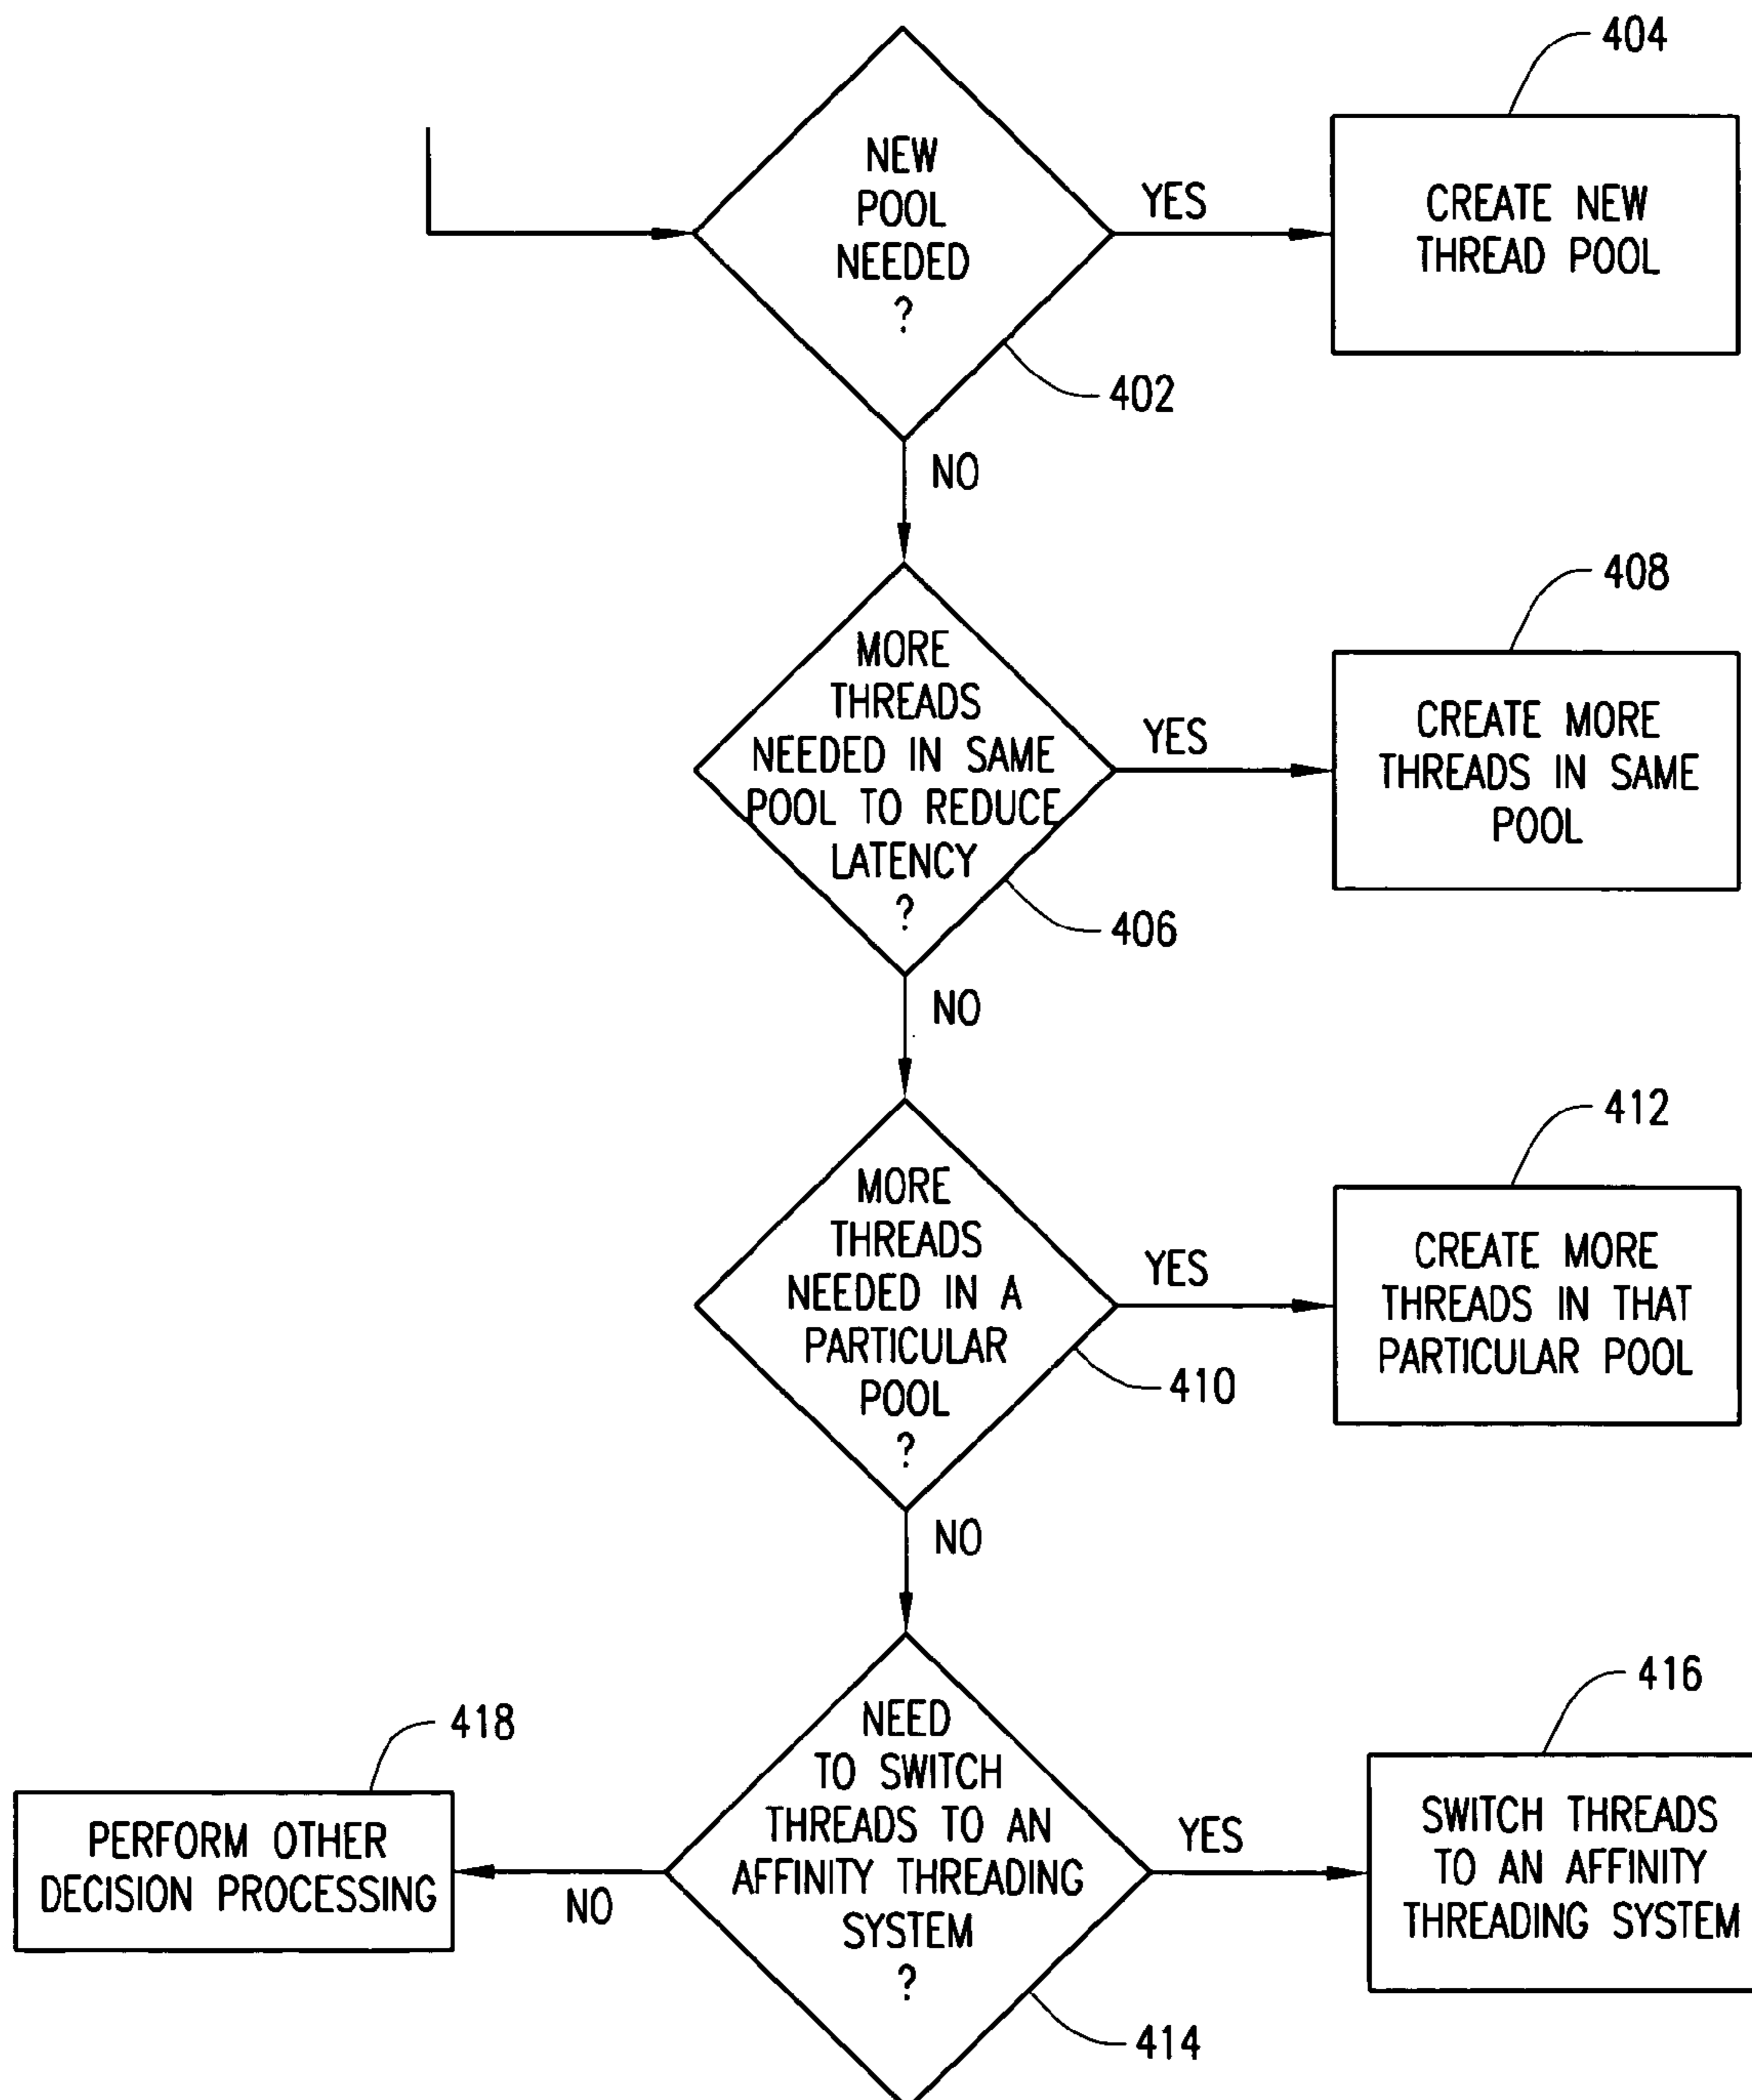 404
NEW
POOL
NEEDED
?
YES
CREATE NEW
THREAD POOL
402
NO
408
MORE
THREADS
NEEDED IN SAME
POOL TO REDUCE
LATENCY
?
YES
CREATE MORE
THREADS IN SAME
POOL
406
NO
412
MORE
THREADS
NEEDED IN A
PARTICULAR
POOL
?
YES
CREATE MORE
THREADS IN THAT
PARTICULAR POOL
410
NO
416
418
NEED
TO SWITCH
THREADS TO AN
AFFINITY THREADING
SYSTEM
?
YES
SWITCH THREADS
TO AN AFFINITY
THREADING SYSTEM
PERFORM OTHER
DECISION PROCESSING
NO
414